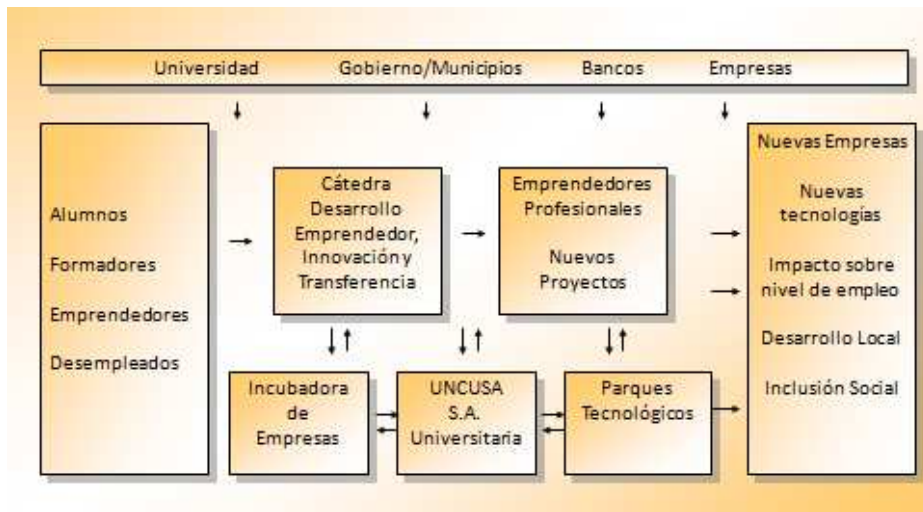 Universidad Gobierno/Municipios Bancos Empresas
Alumnos
Formadores
Emprendedores
Desempleados
Cátedra
Desarrollo
Emprendedor,
Innovación y
Transferencia
Emprendedores
Profesionales
Nuevos
Proyectos
Incubadora
de
Empresas
UNCUSA
S.A.
Universitaria
Parques
Tecnológicos
Nuevas Empresas
Nuevas
tecnologías
Impacto sobre
nivel de empleo
Desarrollo Local
Inclusión Social